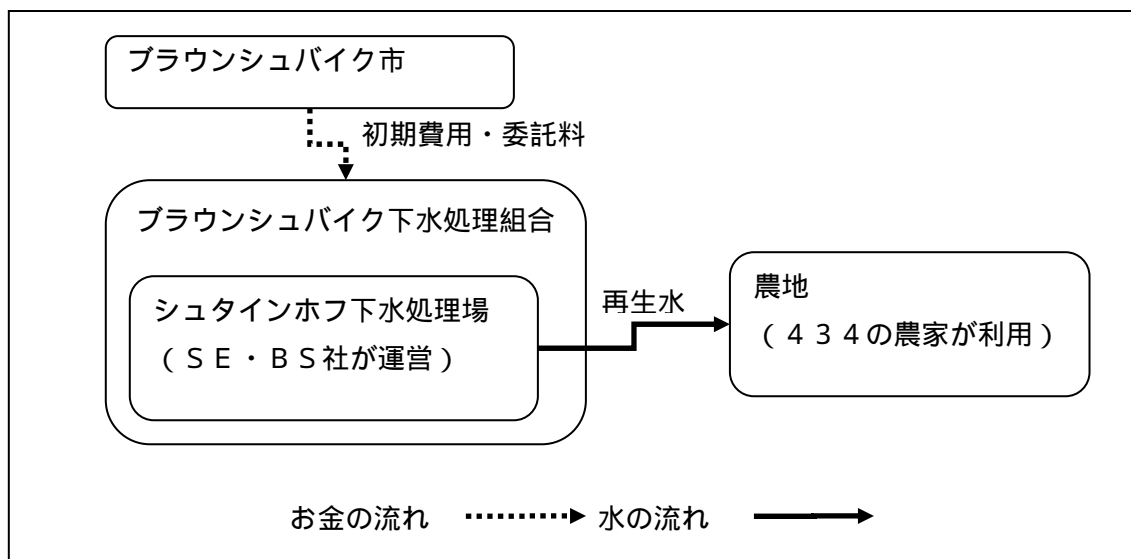 ブラウンシュバイク市
初期費用・委託料
ブラウンシュバイク下水処理組合
シュタインホフ下水処理場
（ＳＥ・ＢＳ社が運営）
再生水
農地
（４３４の農家が利用）
お金の流れ
水の流れ